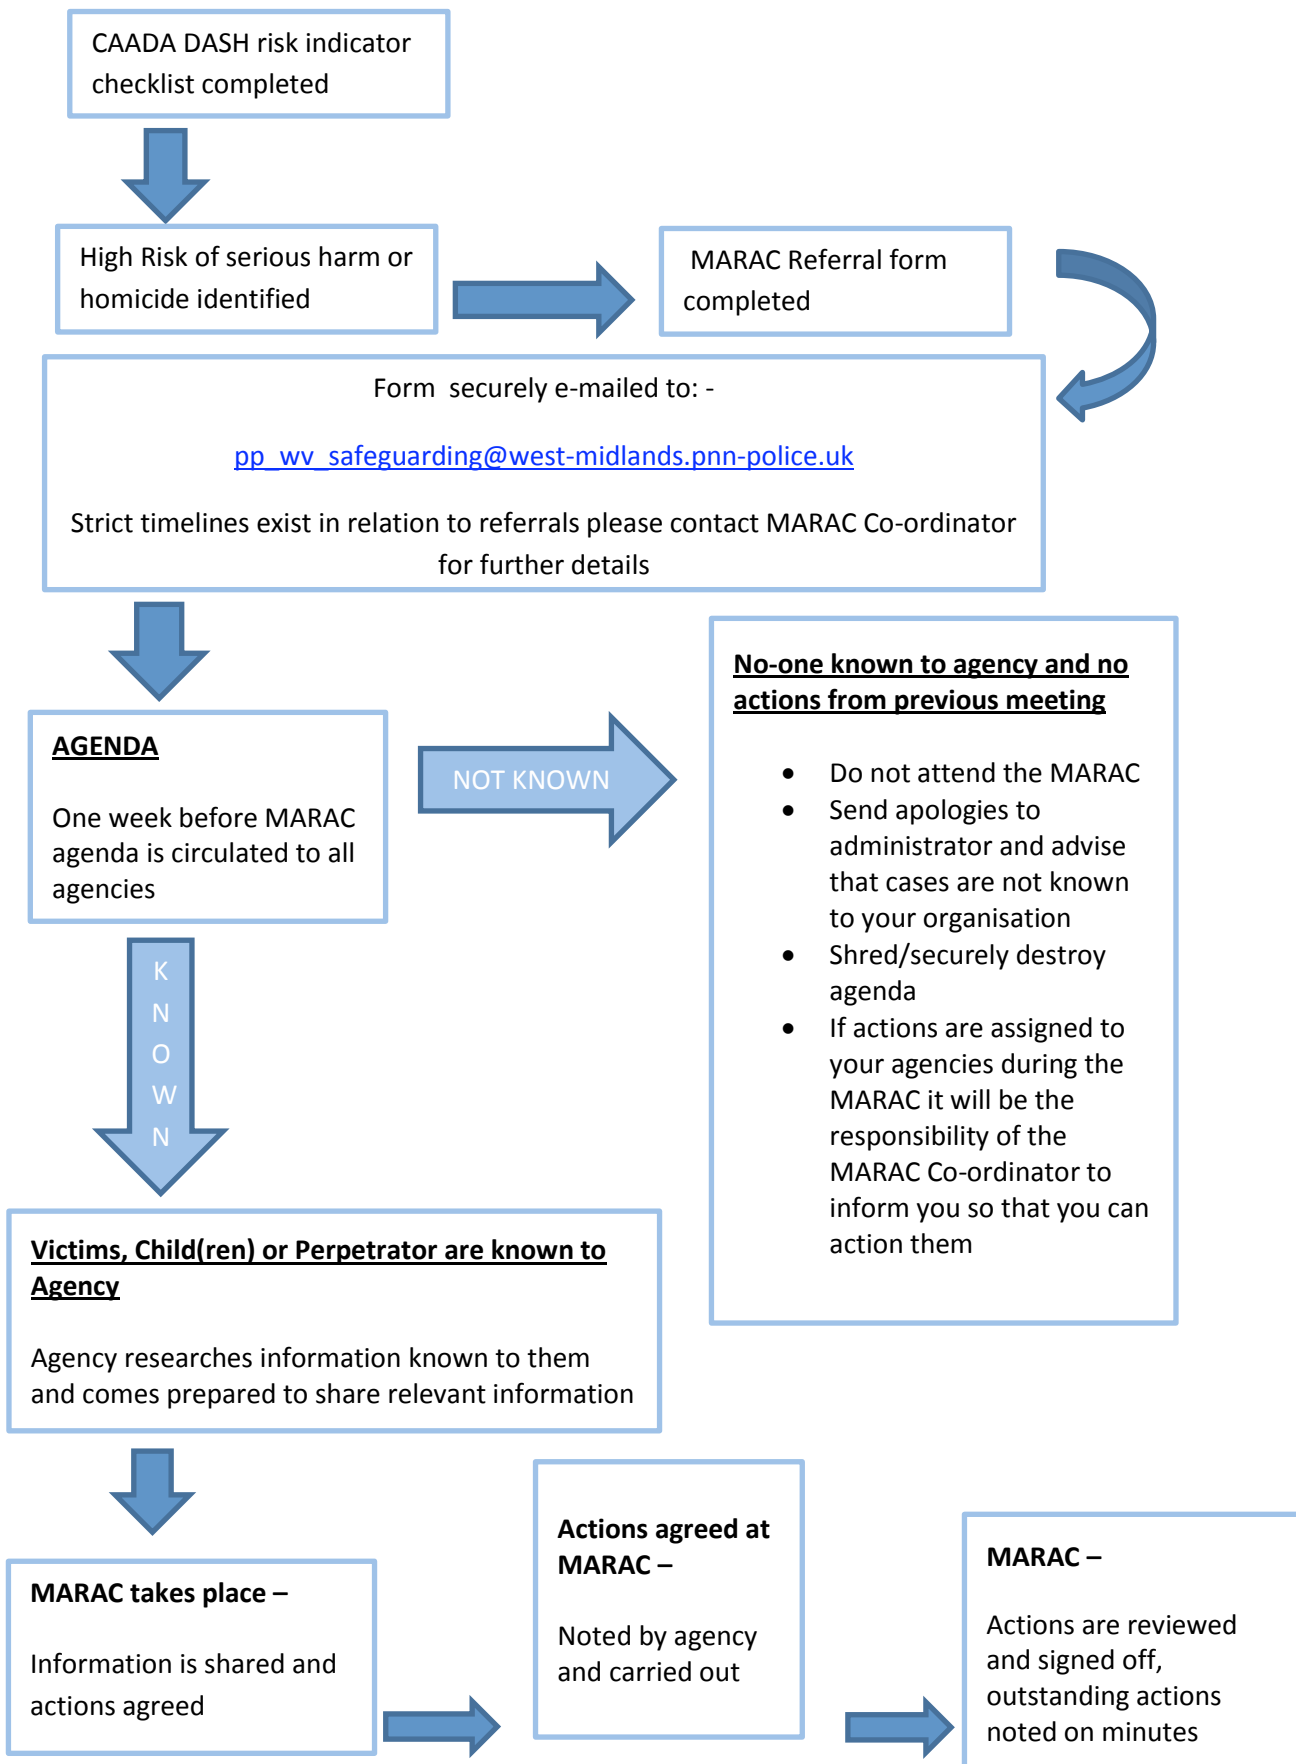 CAADA DASH risk indicator
checklist completed
High Risk of serious harm or
homicide identified
MARAC Referral form
completed
Form  securely e-mailed to: -
pp_wv_safeguarding@west-midlands.pnn-police.uk
Strict timelines exist in relation to referrals please contact MARAC Co-ordinator
for further details
AGENDA
One week before MARAC
agenda is circulated to all
agencies
NOT KNOWN
No-one known to agency and no
actions from previous meeting
• Do not attend the MARAC
• Send apologies to
administrator and advise
that cases are not known
to your organisation
• Shred/securely destroy
agenda
• If actions are assigned to
your agencies during the
MARAC it will be the
responsibility of the
MARAC Co-ordinator to
inform you so that you can
action them
K
N
O
W
N
Victims, Child(ren) or Perpetrator are known to
Agency
Agency researches information known to them
and comes prepared to share relevant information
MARAC takes place –
Information is shared and
actions agreed
Actions agreed at
MARAC –
Noted by agency
and carried out
MARAC –
Actions are reviewed
and signed off,
outstanding actions
noted on minutes